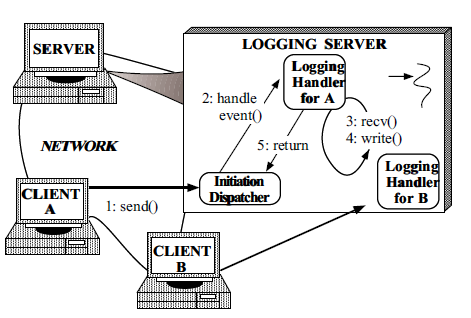 SERVER
LOGGING SERVER
Logging
Handler
for A
2: handle
event()
3: recv()
4: write()
5: return
NETWORK
Logging
Handler
for B
Initiation
Dispatcher
CLIENT
A
1: send()
CLIENT
B